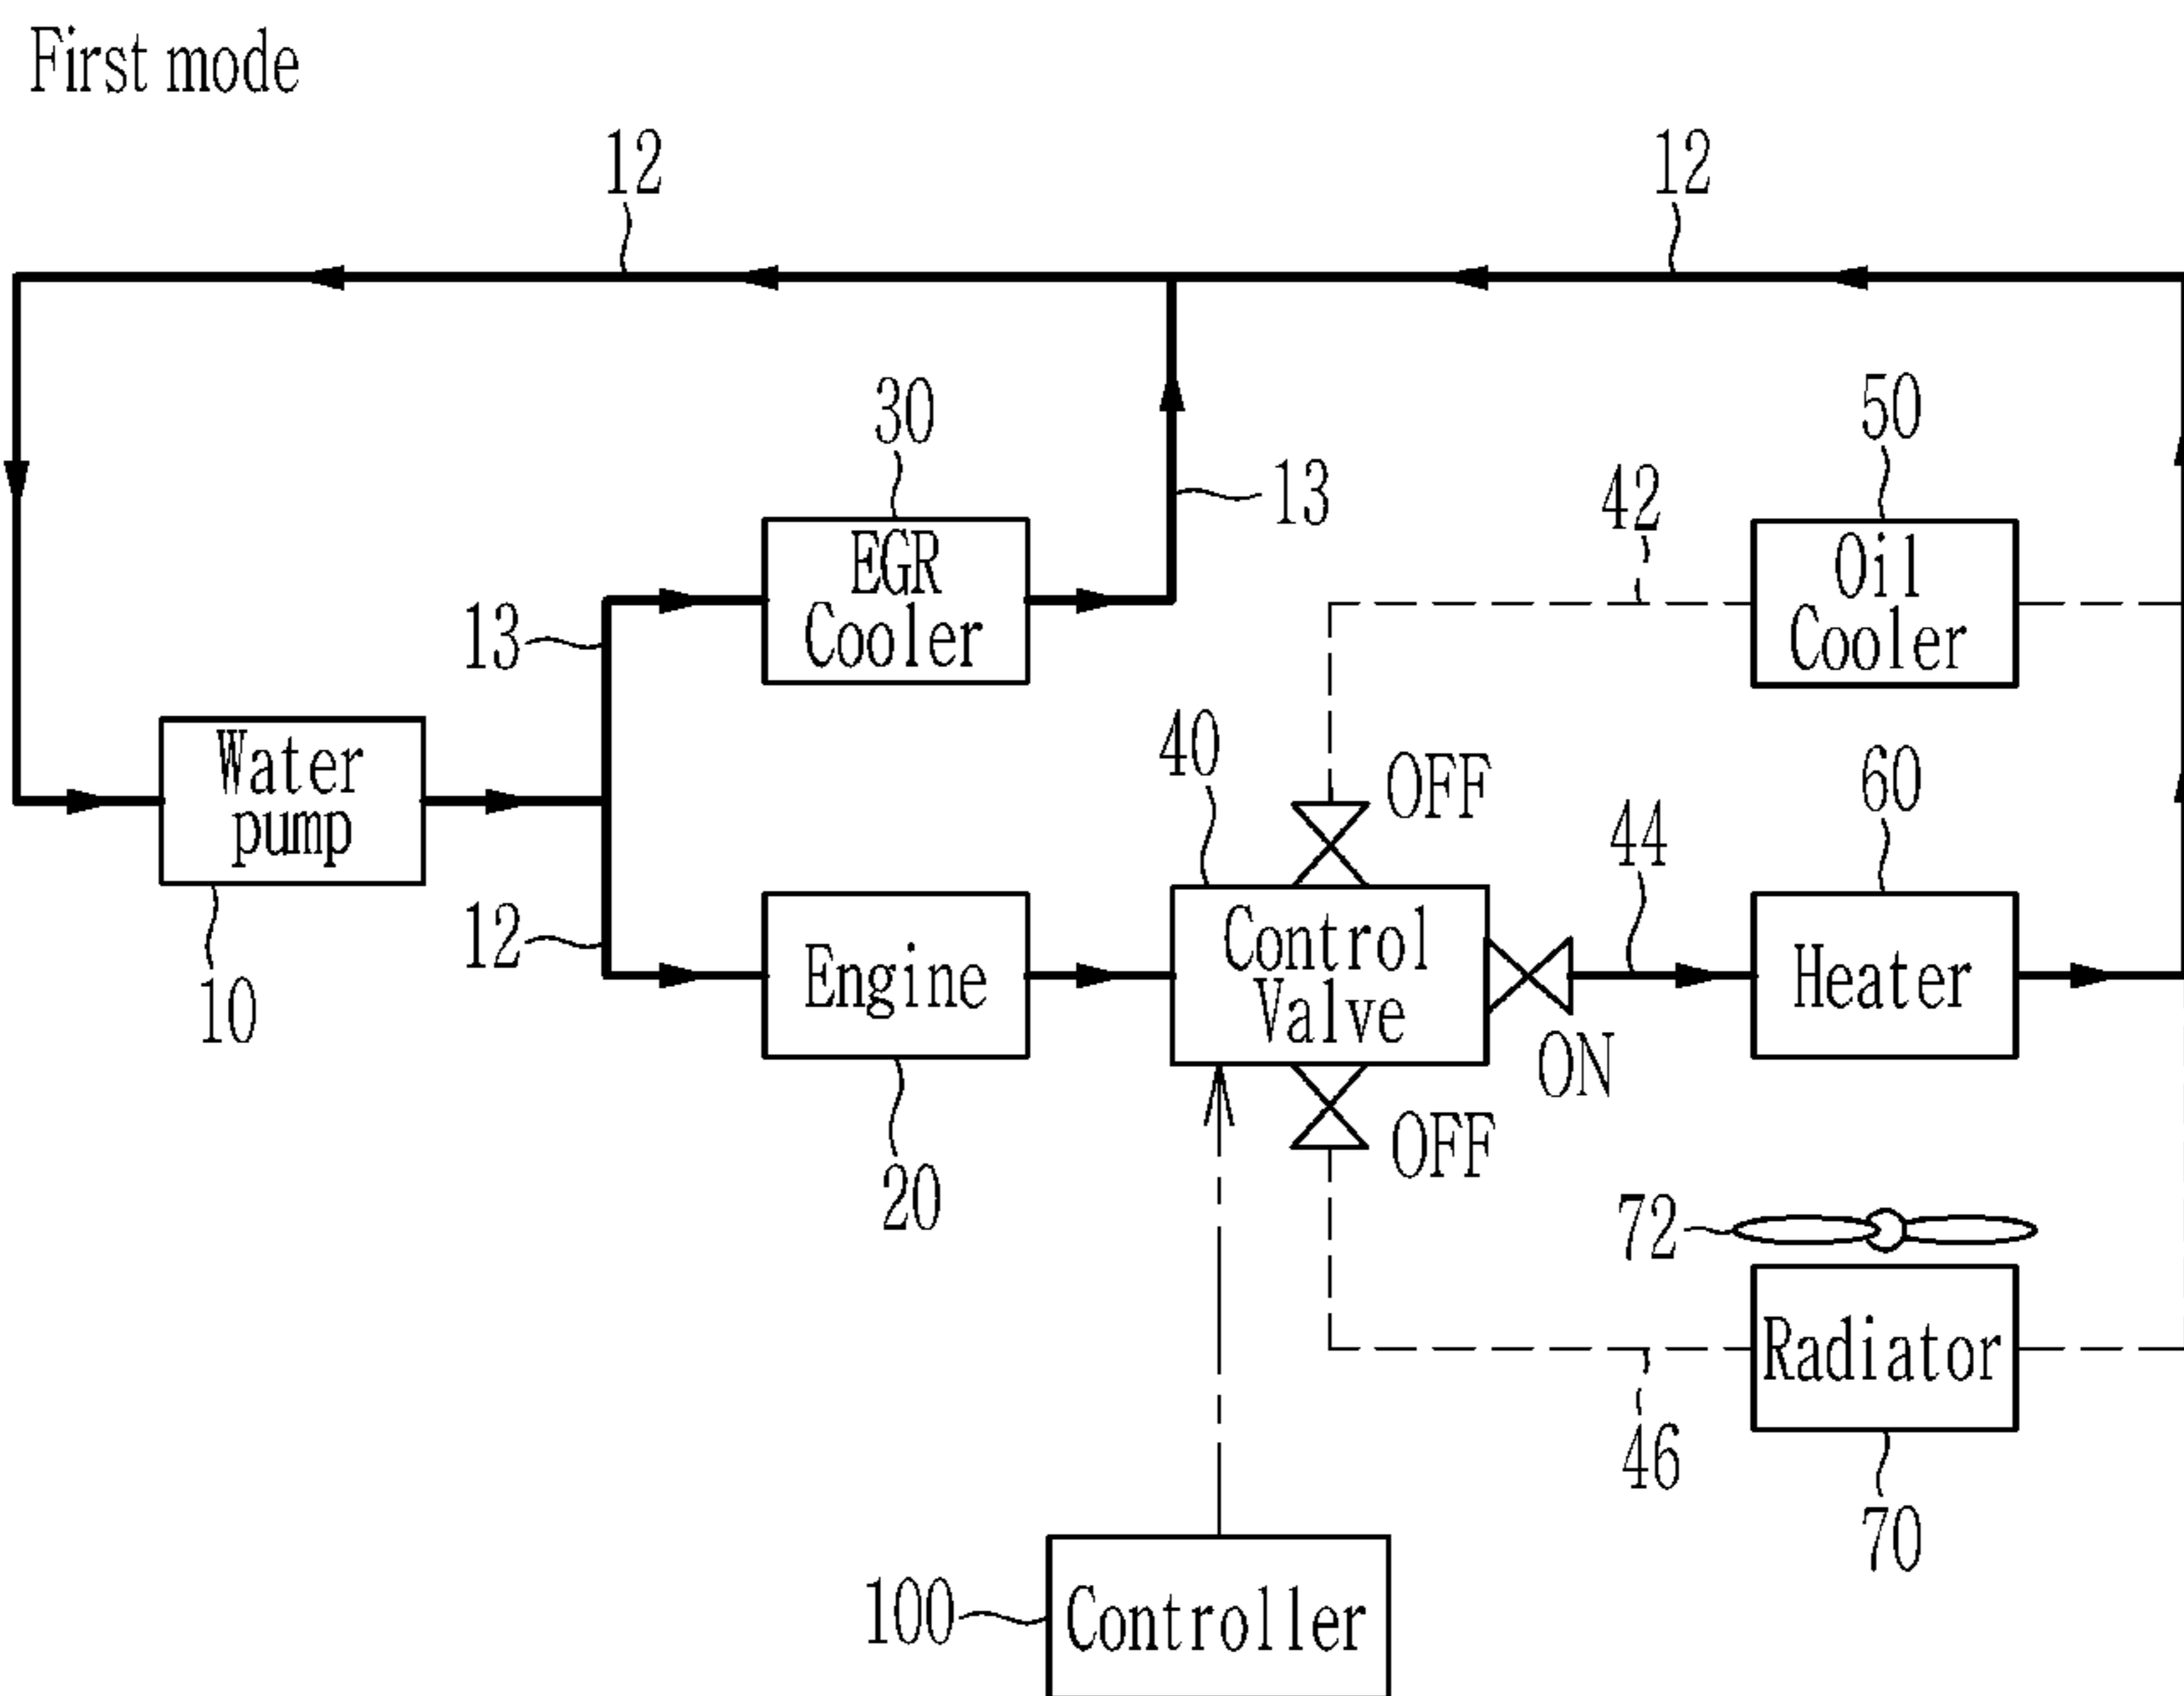 First mode
12
12
30
50
42
13
EGR
Cooler
Oil
Cooler
13
40
OFF
60
Water
pump
44
12
Engine
Control
Valve
Heater
10
ON
OFF
20
72
Radiator
46
70
100
Controller